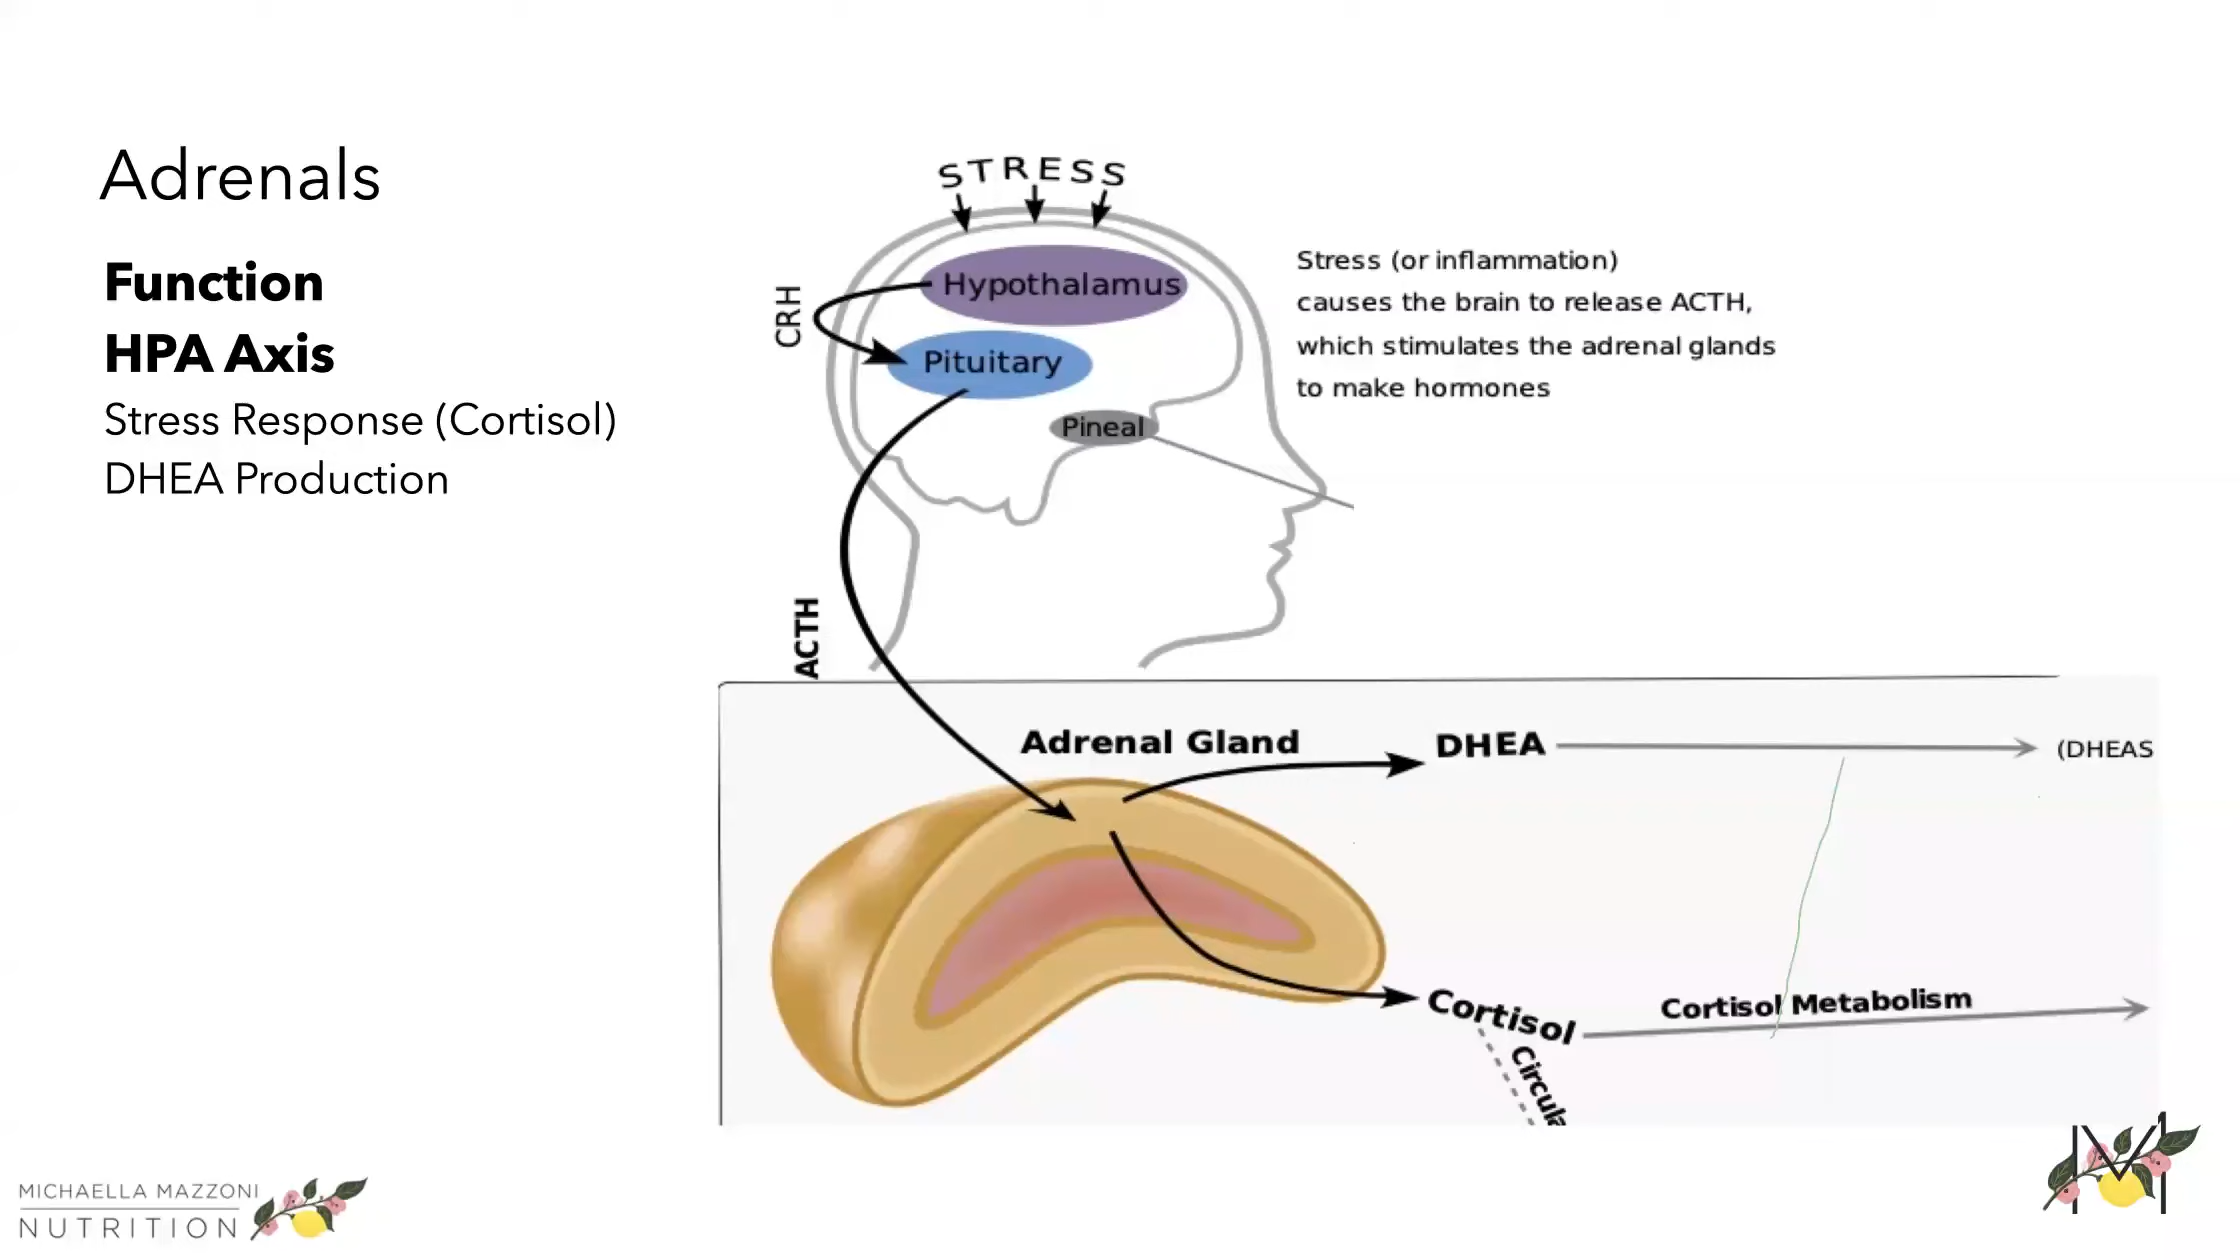 Adrenals
Function
HPA Axis
Stress Response (Cortisol)
DHEA Production
STRESS
Hypothalamus
CRH
Pituitary
Pineal
Stress (or inflammation)
causes the brain to release ACTH,
which stimulates the adrenal glands
to make hormones
ACTH
Adrenal Gland
DHEA
(DHEAS
Cortisol
Cortisol Metabolism
MICHAELLA MAZZONI
NUTRITION
M